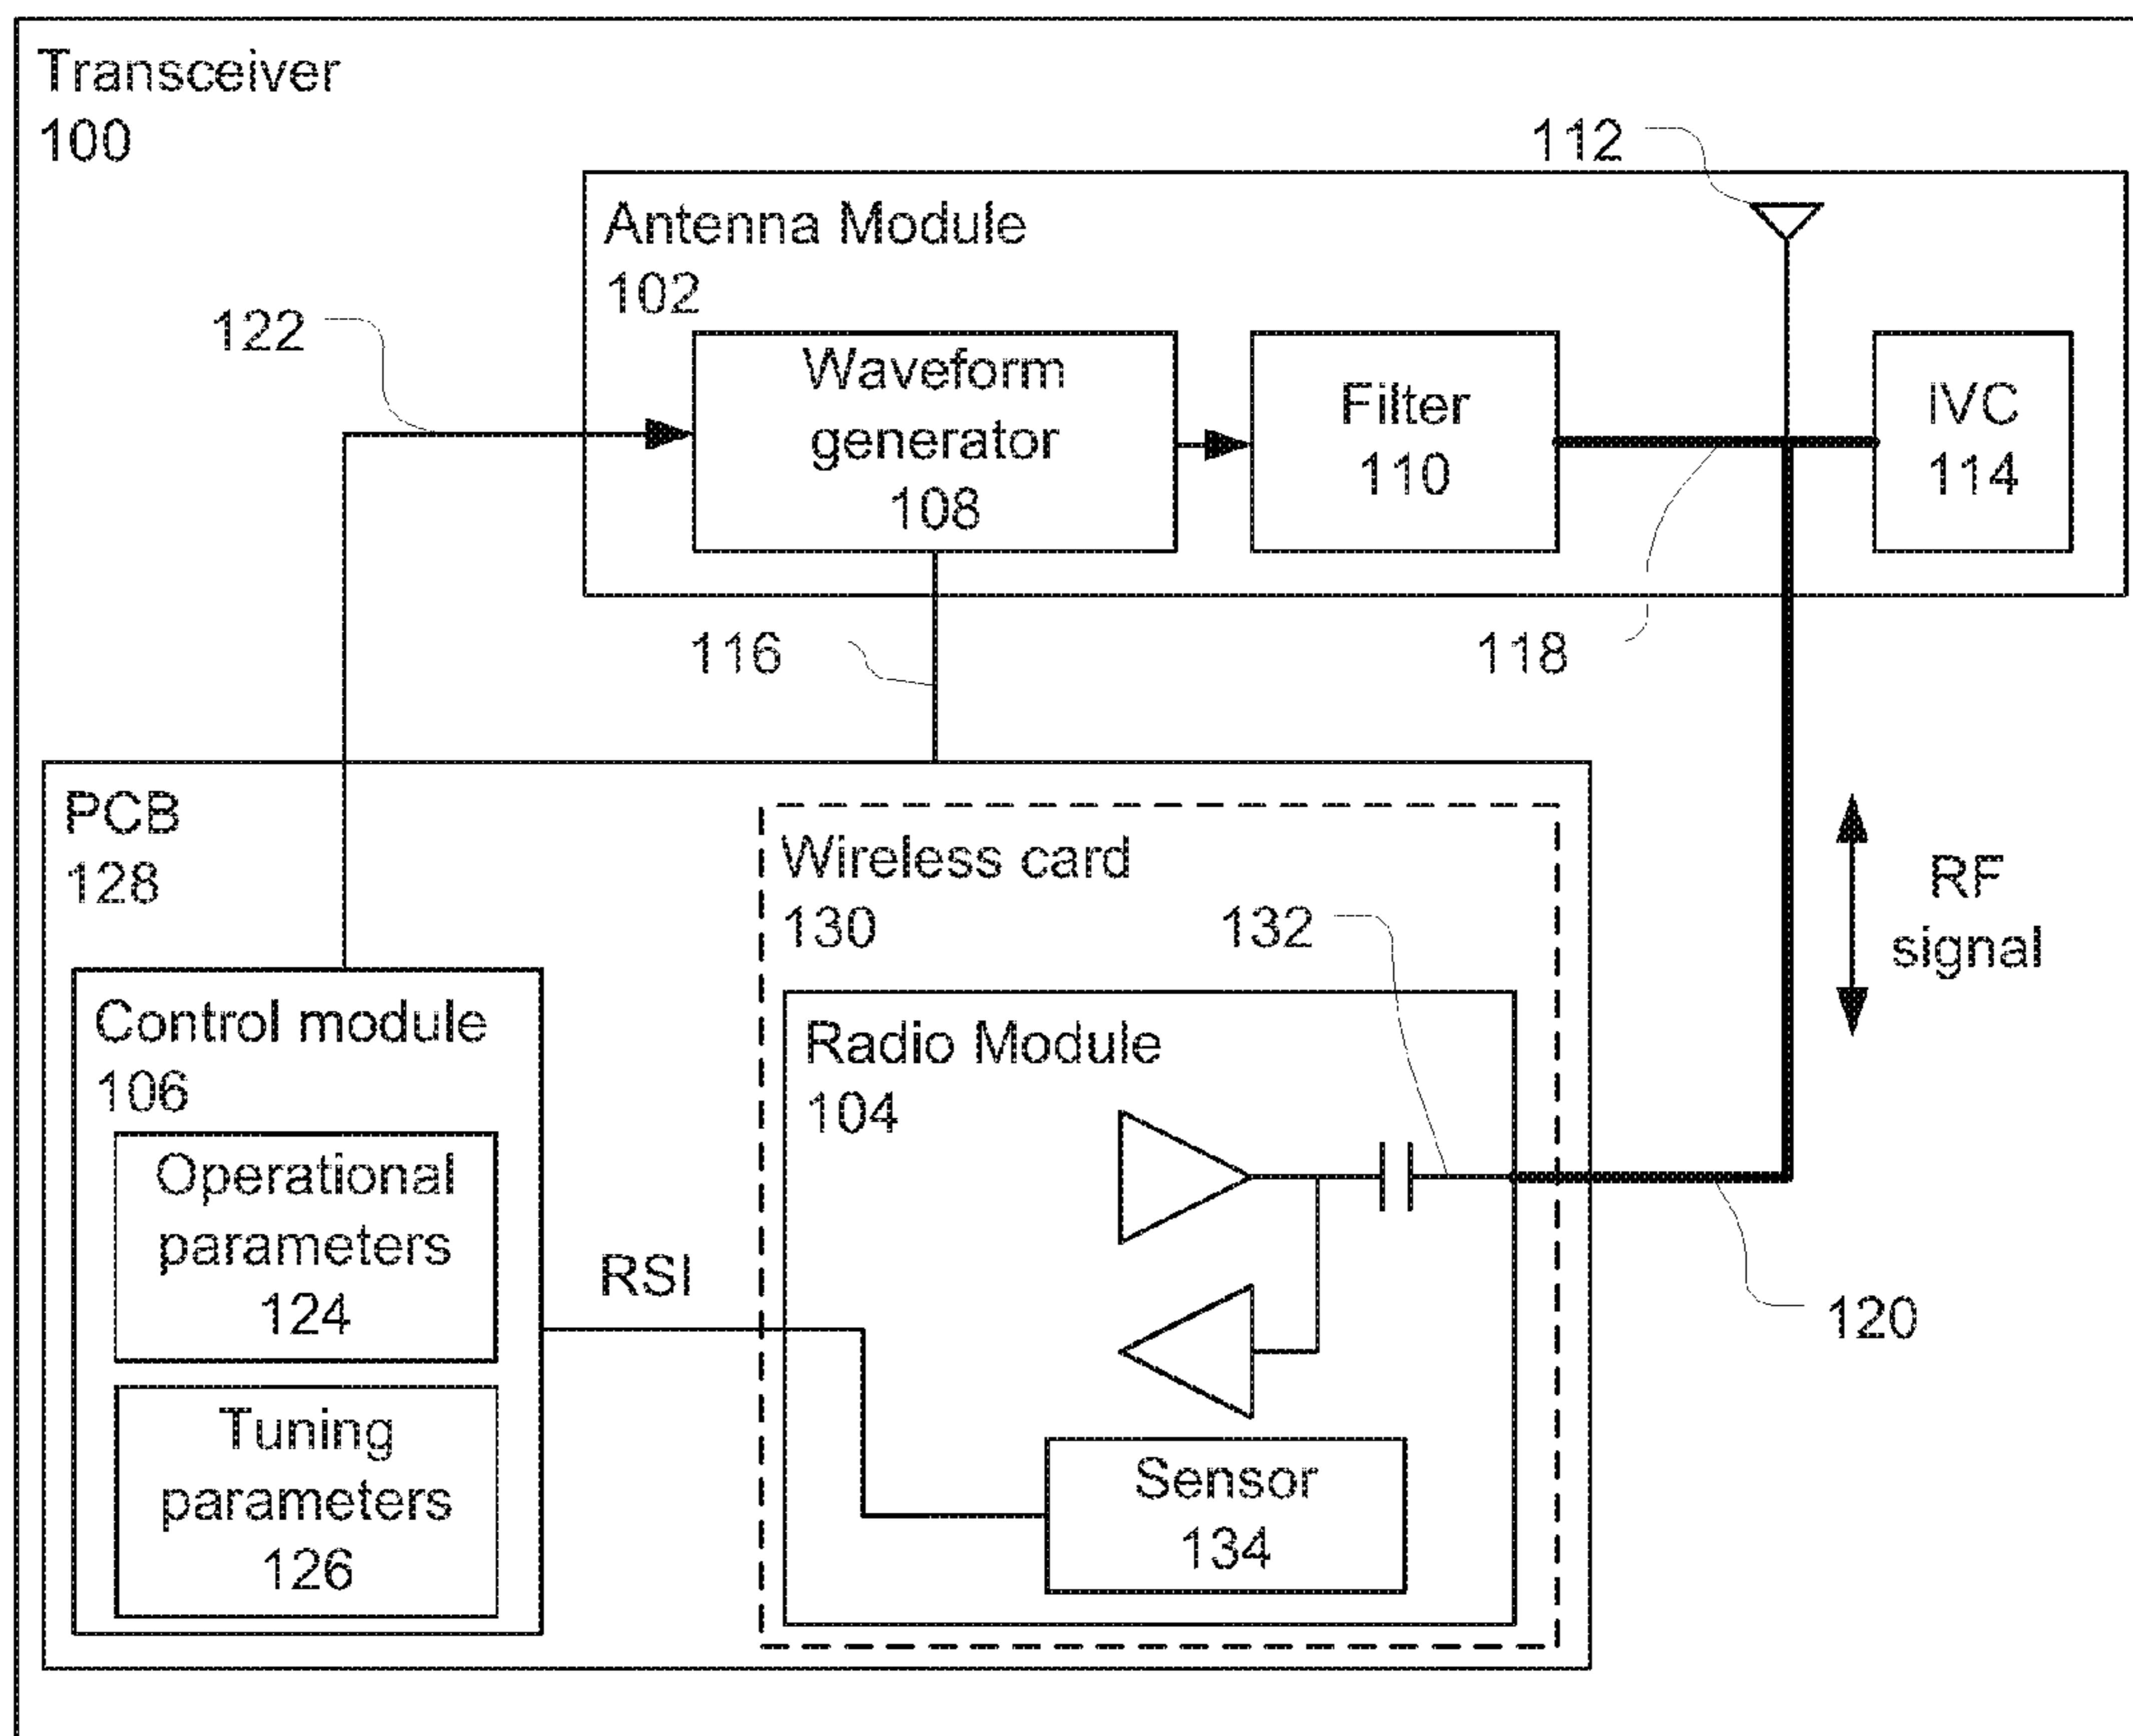 Transceiver
100
112
Antenna Module
102
122
Waveform
generator
108
Filter
110
IVC
114
116
118
PCB
128
Wireless card
130
132
RF
signal
Control module
106
Radio Module
104
Operational
parameters
124
RSI
120
Tuning
parameters
126
Sensor
134